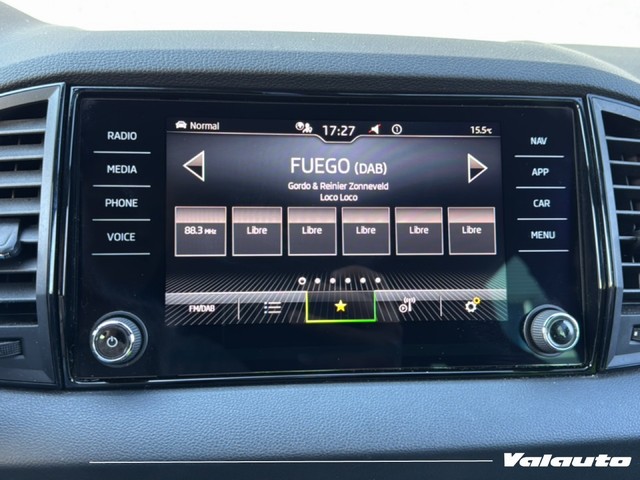 RADIO
MEDIA
PHONE
VOICE
Normal
17:27
15.5°C
FUEGO (DAB)
Gordo & Reinier Zonneveld
Loco Loco
88.3 MHz
Libre
Libre
Libre
Libre
Libre
FM/DAB
NAV
APP
CAR
MENU
Valauto